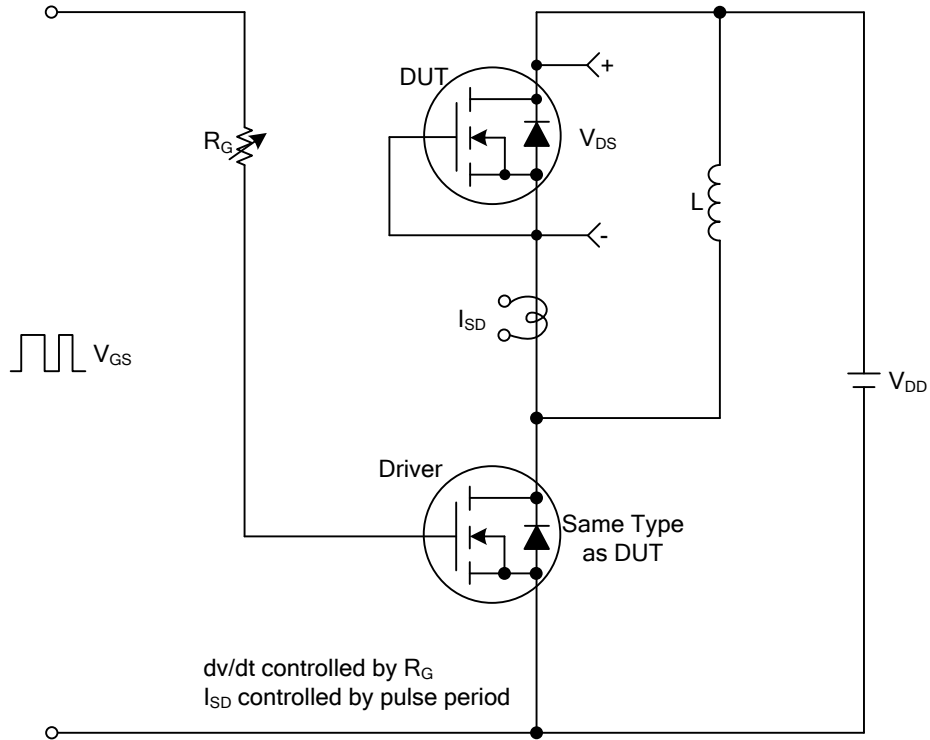 DUT
+
R_G
V_DS
L
-
I_SD
V_GS
V_DD
Driver
Same Type
as DUT
dv/dt controlled by R_G
I_SD controlled by pulse period